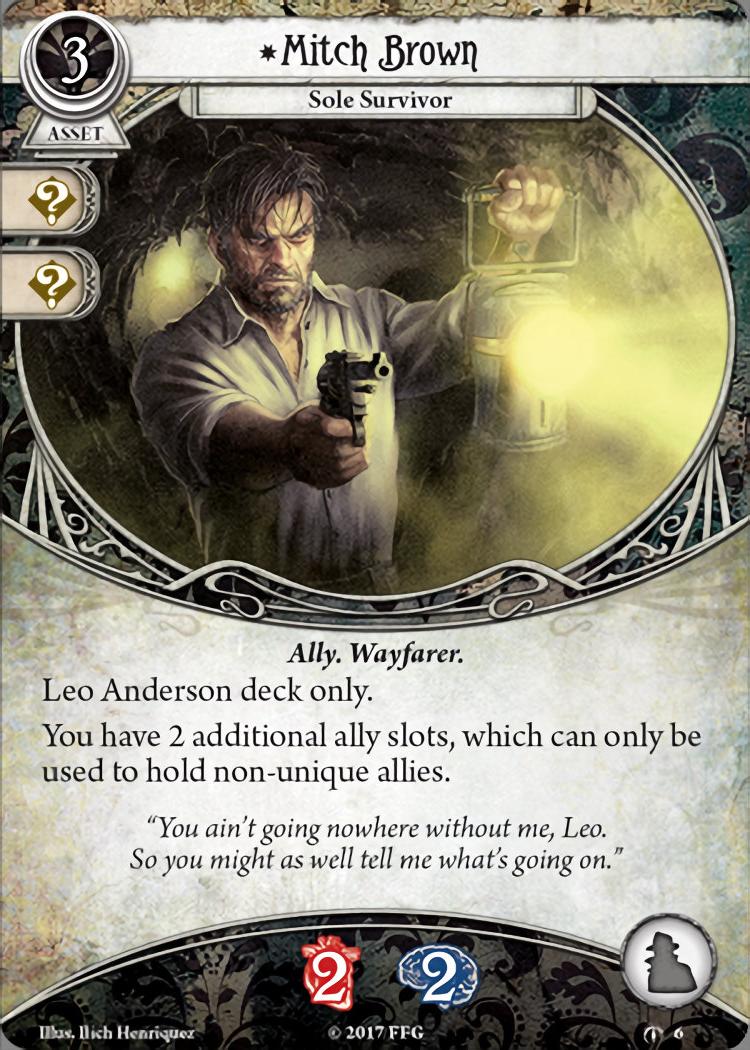 3
Mitch Brown
Sole Survivor
ASSET
?
?
Ally. Wayfarer.
Leo Anderson deck only.
You have 2 additional ally slots, which can only be
used to hold non-unique allies.
“You ain’t going nowhere without me, Leo.
So you might as well tell me what’s going on.”
2
2
Illus. Ilich Henriquez
© 2017 FFG
6